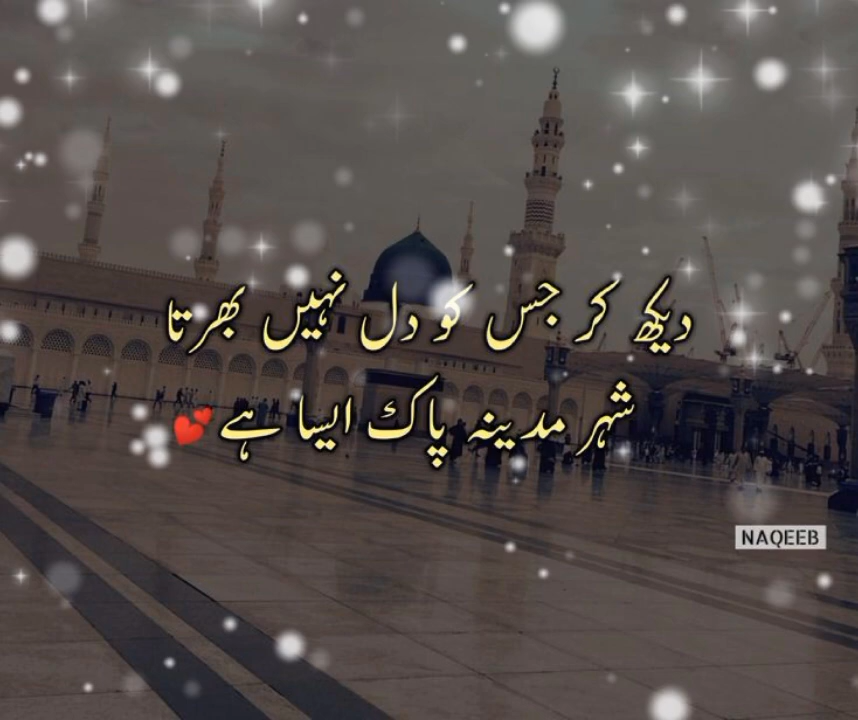 دیکھ کر جس کو دل نہیں بھرتا
شہر مدینہ پاک ایسا ہے 💕
NAQEEB